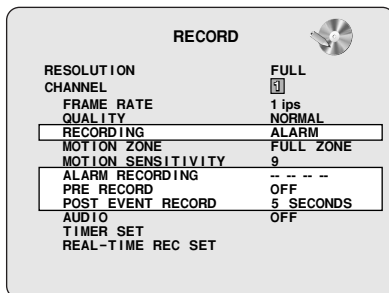 RECORD
RESOLUTION FULL
CHANNEL 1
FRAME RATE 1 ips
QUALITY NORMAL
RECORDING ALARM
MOTION ZONE FULL ZONE
MOTION SENSITIVITY 9
ALARM RECORDING -- -- -- --
PRE RECORD OFF
POST EVENT RECORD 5 SECONDS
AUDIO OFF
TIMER SET
REAL-TIME REC SET